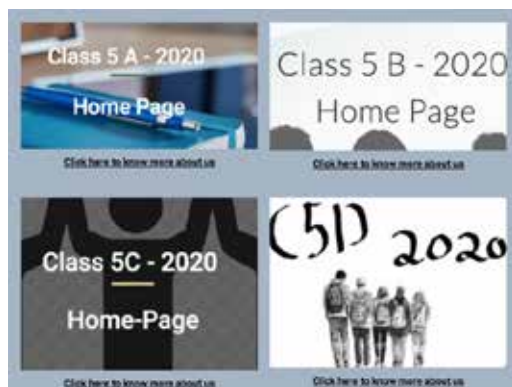 Class 5 A - 2020
Home Page
Click here to know more about us
Class 5 B - 2020
Home Page
Click here to know more about us
Class 5C - 2020
Home-Page
Click here to know more about us
C5D 2020
Click here to know more about us